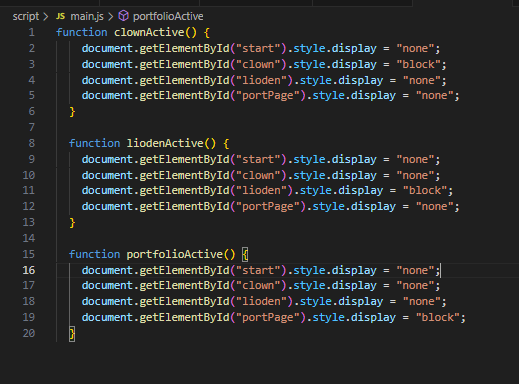 script > JS main.js > portfolioActive
1 function clownActive() {
2 document.getElementById("start").style.display = "none";
3 document.getElementById("clown").style.display = "block";
4 document.getElementById("lioden").style.display = "none";
5 document.getElementById("portPage").style.display = "none";
6 }
7
8 function liodenActive() {
9 document.getElementById("start").style.display = "none";
10 document.getElementById("clown").style.display = "none";
11 document.getElementById("lioden").style.display = "block";
12 document.getElementById("portPage").style.display = "none";
13 }
14
15 function portfolioActive() {
16 document.getElementById("start").style.display = "none";
17 document.getElementById("clown").style.display = "none";
18 document.getElementById("lioden").style.display = "none";
19 document.getElementById("portPage").style.display = "block";
20 }